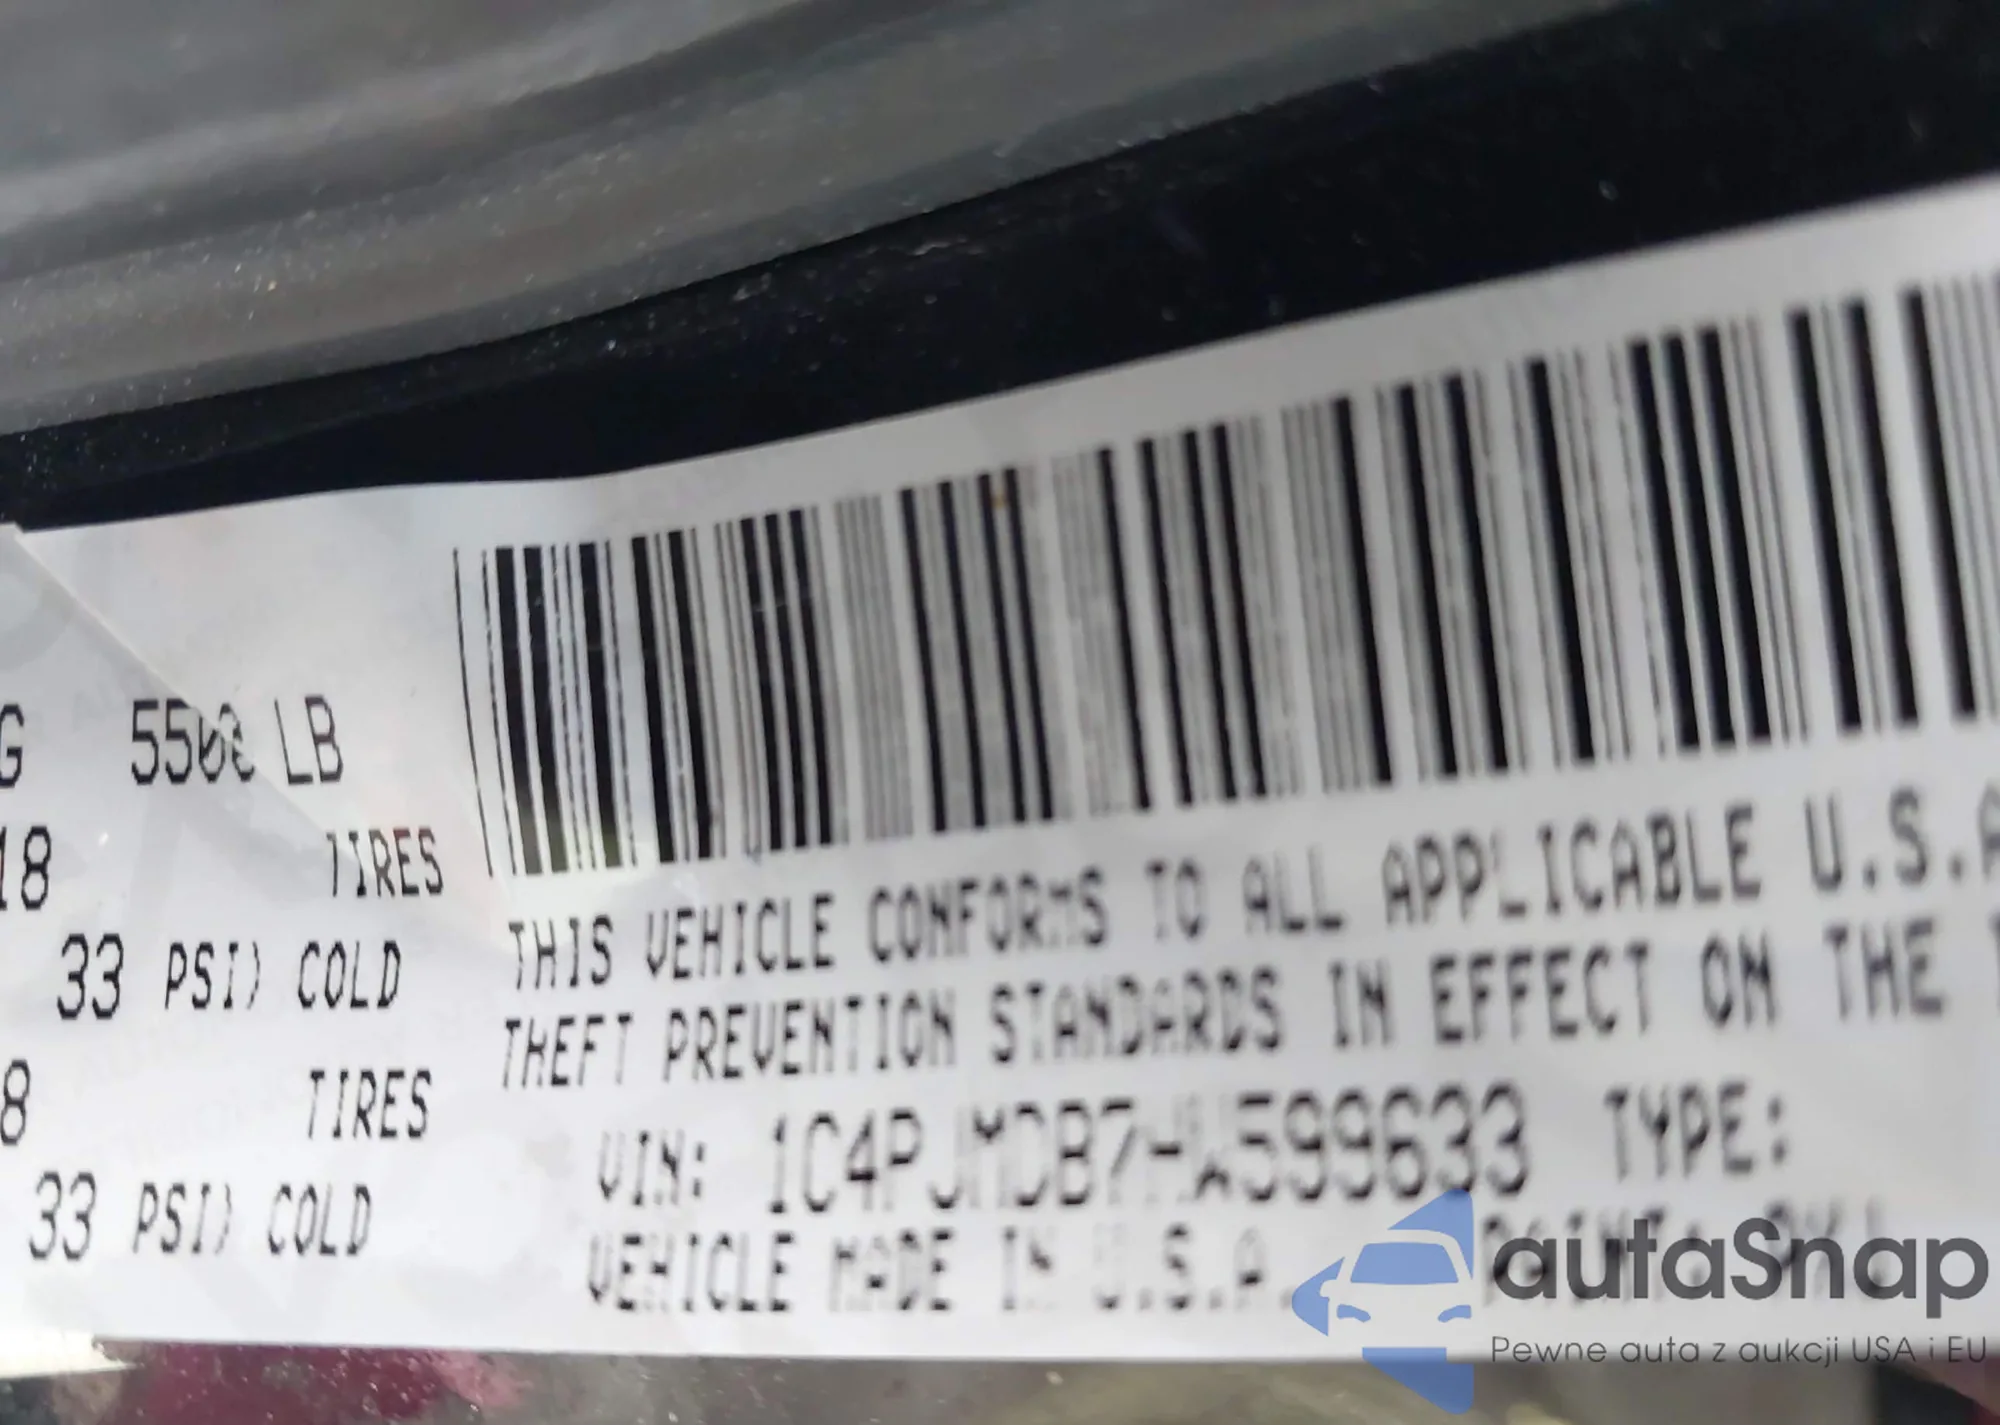 G 5508 LB
18 TIRES
33 PSI) COLD
8 TIRES
33 PSI) COLD
THIS VEHICLE CONFORMS TO ALL APPLICABLE U.S.A
THEFT PREVENTION STANDARDS IN EFFECT ON THE
VIN: 1C4PJMDB7HW599633 TYPE:
VEHICLE MADE IN U.S.A.
autaSnap
Pewne auta z aukcji USA i EU